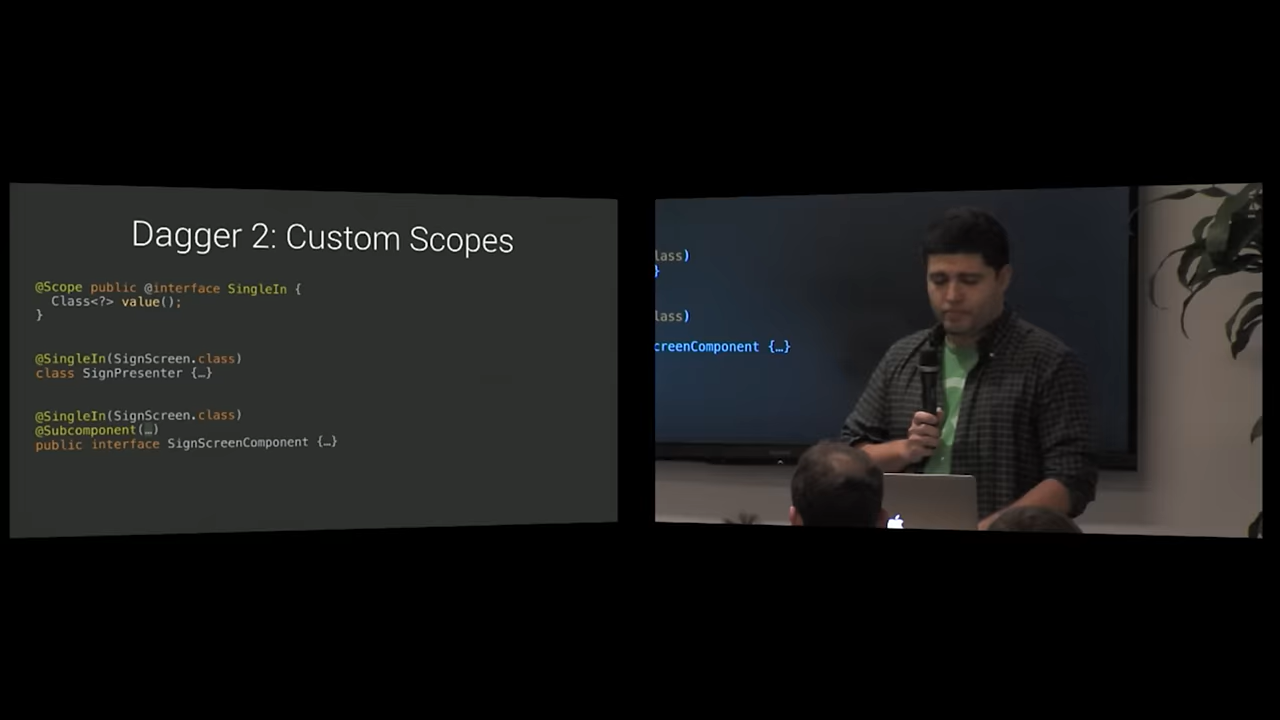 Dagger 2: Custom Scopes
@Scope public @interface SingleIn {
Class<?> value();
}
@SingleIn(SignScreen.class)
class SignPresenter {…}
@SingleIn(SignScreen.class)
@Subcomponent(…)
public interface SignScreenComponent {…}
lass)
}
lass)
creenComponent {…}